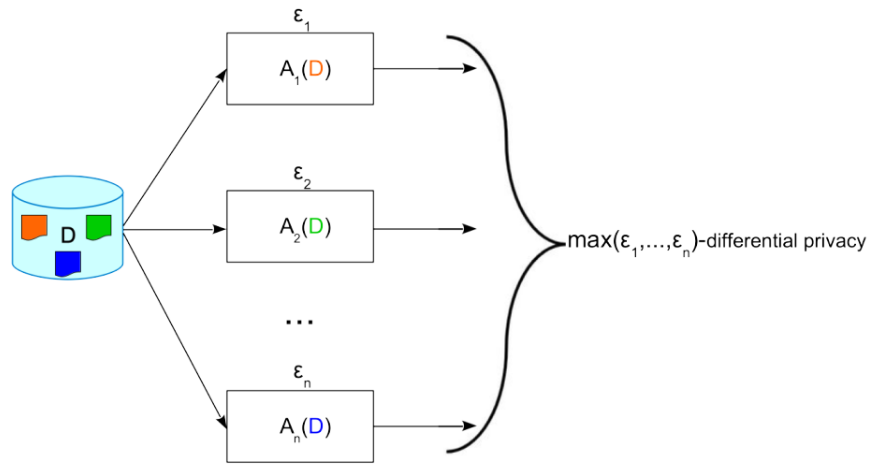 ε₁
A₁(D)
ε₂
A₂(D)
D
max(ε₁,...,εₙ)-differential privacy
...
εₙ
Aₙ(D)